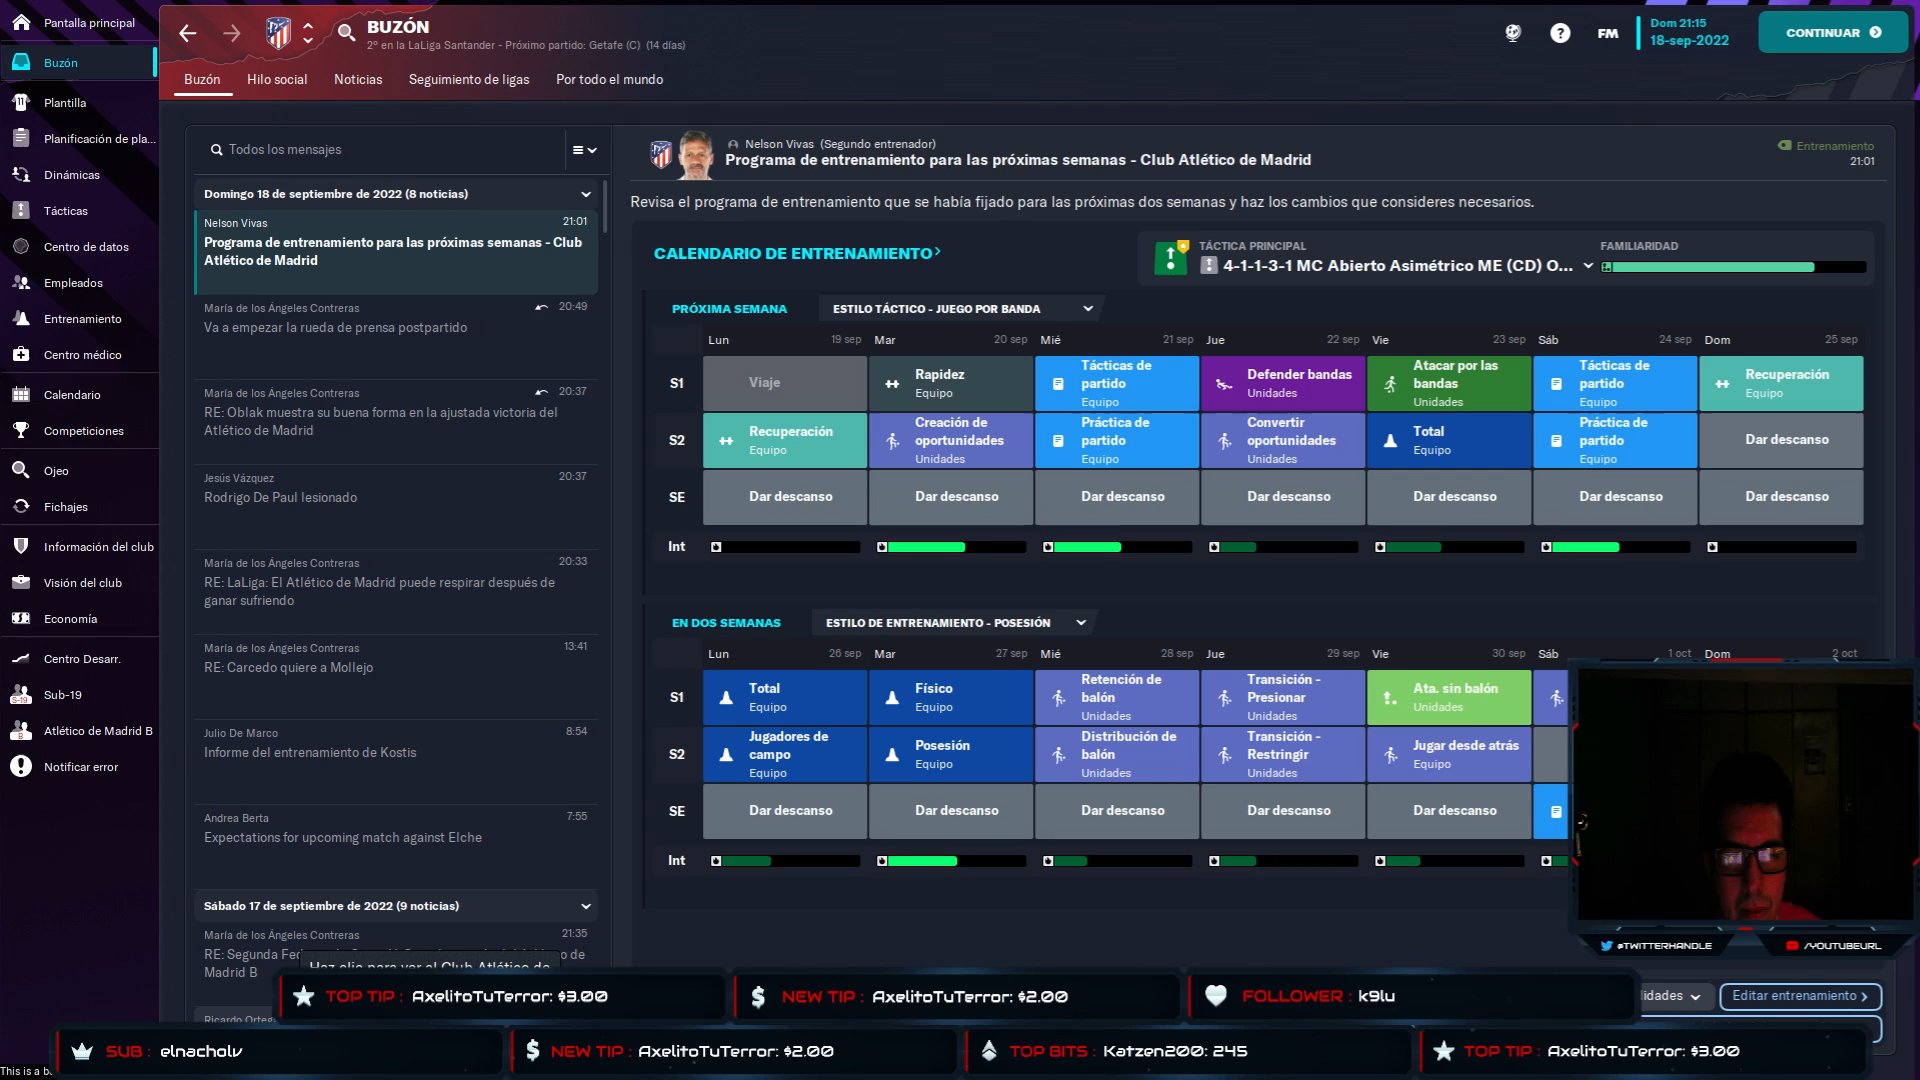 Pantalla principal
Buzón
Plantilla
Planificación de pla...
Dinámicas
Tácticas
Centro de datos
Empleados
Entrenamiento
Centro médico
Calendario
Competiciones
Ojeo
Fichajes
Información del club
Visión del club
Economía
Centro Desarr.
Sub-19
Atlético de Madrid B
Notificar error
BUZÓN
2º en la LaLiga Santander - Próximo partido: Getafe (C) (14 días)
FM
Dom 21:15
18-sep-2022
CONTINUAR
Buzón
Hilo social
Noticias
Seguimiento de ligas
Por todo el mundo
Todos los mensajes
Domingo 18 de septiembre de 2022 (8 noticias)
Nelson Vivas 21:01
Programa de entrenamiento para las próximas semanas - Club
Atlético de Madrid
María de los Ángeles Contreras 20:49
Va a empezar la rueda de prensa postpartido
María de los Ángeles Contreras 20:37
RE: Oblak muestra su buena forma en la ajustada victoria del
Atlético de Madrid
Jesús Vázquez 20:37
Rodrigo De Paul lesionado
María de los Ángeles Contreras 20:33
RE: LaLiga: El Atlético de Madrid puede respirar después de
ganar sufriendo
María de los Ángeles Contreras 13:41
RE: Carcedo quiere a Mollejo
Julio De Marco 8:54
Informe del entrenamiento de Kostis
Andrea Berta 7:55
Expectations for upcoming match against Elche
Sábado 17 de septiembre de 2022 (9 noticias)
María de los Ángeles Contreras 21:35
RE: Segunda
de
Madrid B
Haz clic para ver el Club Atlético de
Nelson Vivas (Segundo entrenador)
Programa de entrenamiento para las próximas semanas - Club Atlético de Madrid
Entrenamiento
21:01
Revisa el programa de entrenamiento que se había fijado para las próximas dos semanas y haz los cambios que consideres necesarios.
CALENDARIO DE ENTRENAMIENTO
TÁCTICA PRINCIPAL
4-1-1-3-1 MC Abierto Asimétrico ME (CD) O...
FAMILIARIDAD
PRÓXIMA SEMANA
ESTILO TÁCTICO - JUEGO POR BANDA
Lun 19 sep Mar 20 sep Mié 21 sep Jue 22 sep Vie 23 sep Sáb 24 sep Dom 25 sep
S1
Viaje
Rapidez
Equipo
Tácticas de
partido
Equipo
Defender bandas
Unidades
Atacar por las
bandas
Unidades
Tácticas de
partido
Equipo
Recuperación
Equipo
S2
Recuperación
Equipo
Creación de
oportunidades
Unidades
Práctica de
partido
Equipo
Convertir
oportunidades
Unidades
Total
Equipo
Práctica de
partido
Equipo
Dar descanso
SE
Dar descanso Dar descanso Dar descanso Dar descanso Dar descanso Dar descanso Dar descanso
Int
EN DOS SEMANAS
ESTILO DE ENTRENAMIENTO - POSESIÓN
Lun 26 sep Mar 27 sep Mié 28 sep Jue 29 sep Vie 30 sep Sáb 1 oct Dom 2 oct
S1
Total
Equipo
Físico
Equipo
Retención de
balón
Unidades
Transición -
Presionar
Unidades
Ata. sin balón
Unidades
S2
Jugadores de
campo
Equipo
Posesión
Equipo
Distribución de
balón
Unidades
Transición -
Restringir
Unidades
Jugar desde atrás
Equipo
SE
Dar descanso Dar descanso Dar descanso Dar descanso Dar descanso
Int
@TWITTERHANDLE
/YOUTUBEURL
Editar entrenamiento
TOP TIP : AxelitoTuTerror: $3.00
NEW TIP : AxelitoTuTerror: $2.00
FOLLOWER : k9lu
SUB : elnacholv
NEW TIP : AxelitoTuTerror: $2.00
TOP BITS : Katzen200: 245
TOP TIP : AxelitoTuTerror: $3.00
This is a